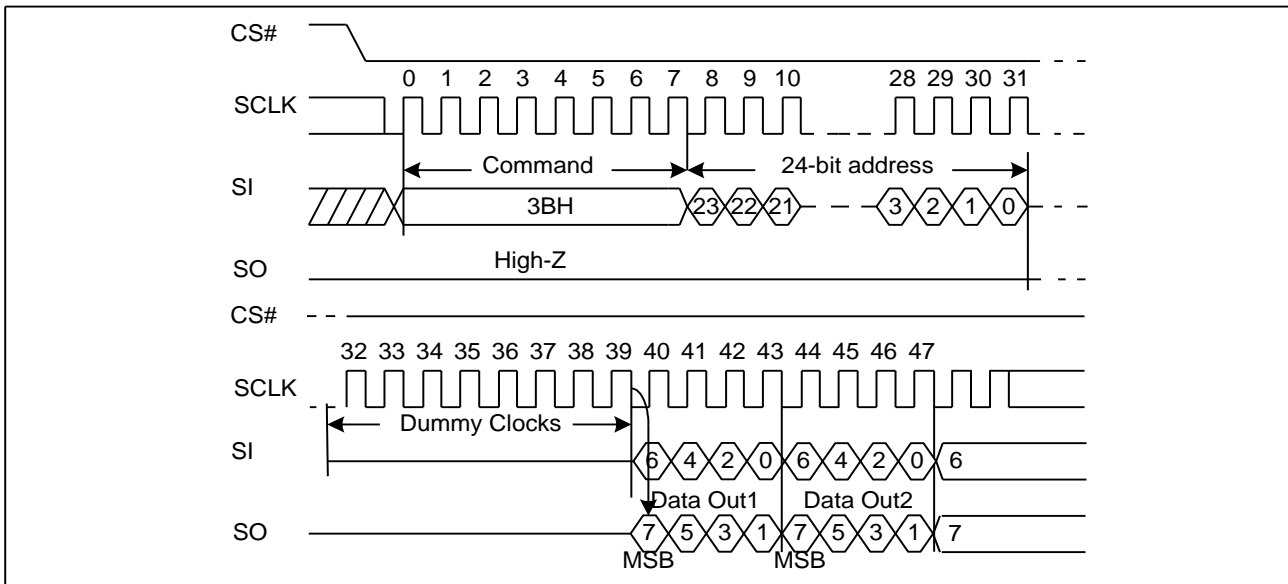 CS#
0 1 2 3 4 5 6 7 8 9 10 28 29 30 31
SCLK
Command 24-bit address
SI
3BH 23 22 21 3 2 1 0
High-Z
SO
CS#
32 33 34 35 36 37 38 39 40 41 42 43 44 45 46 47
SCLK
Dummy Clocks
SI
6 4 2 0 6 4 2 0 6
Data Out1 Data Out2
SO
7 5 3 1 7 5 3 1 7
MSB MSB